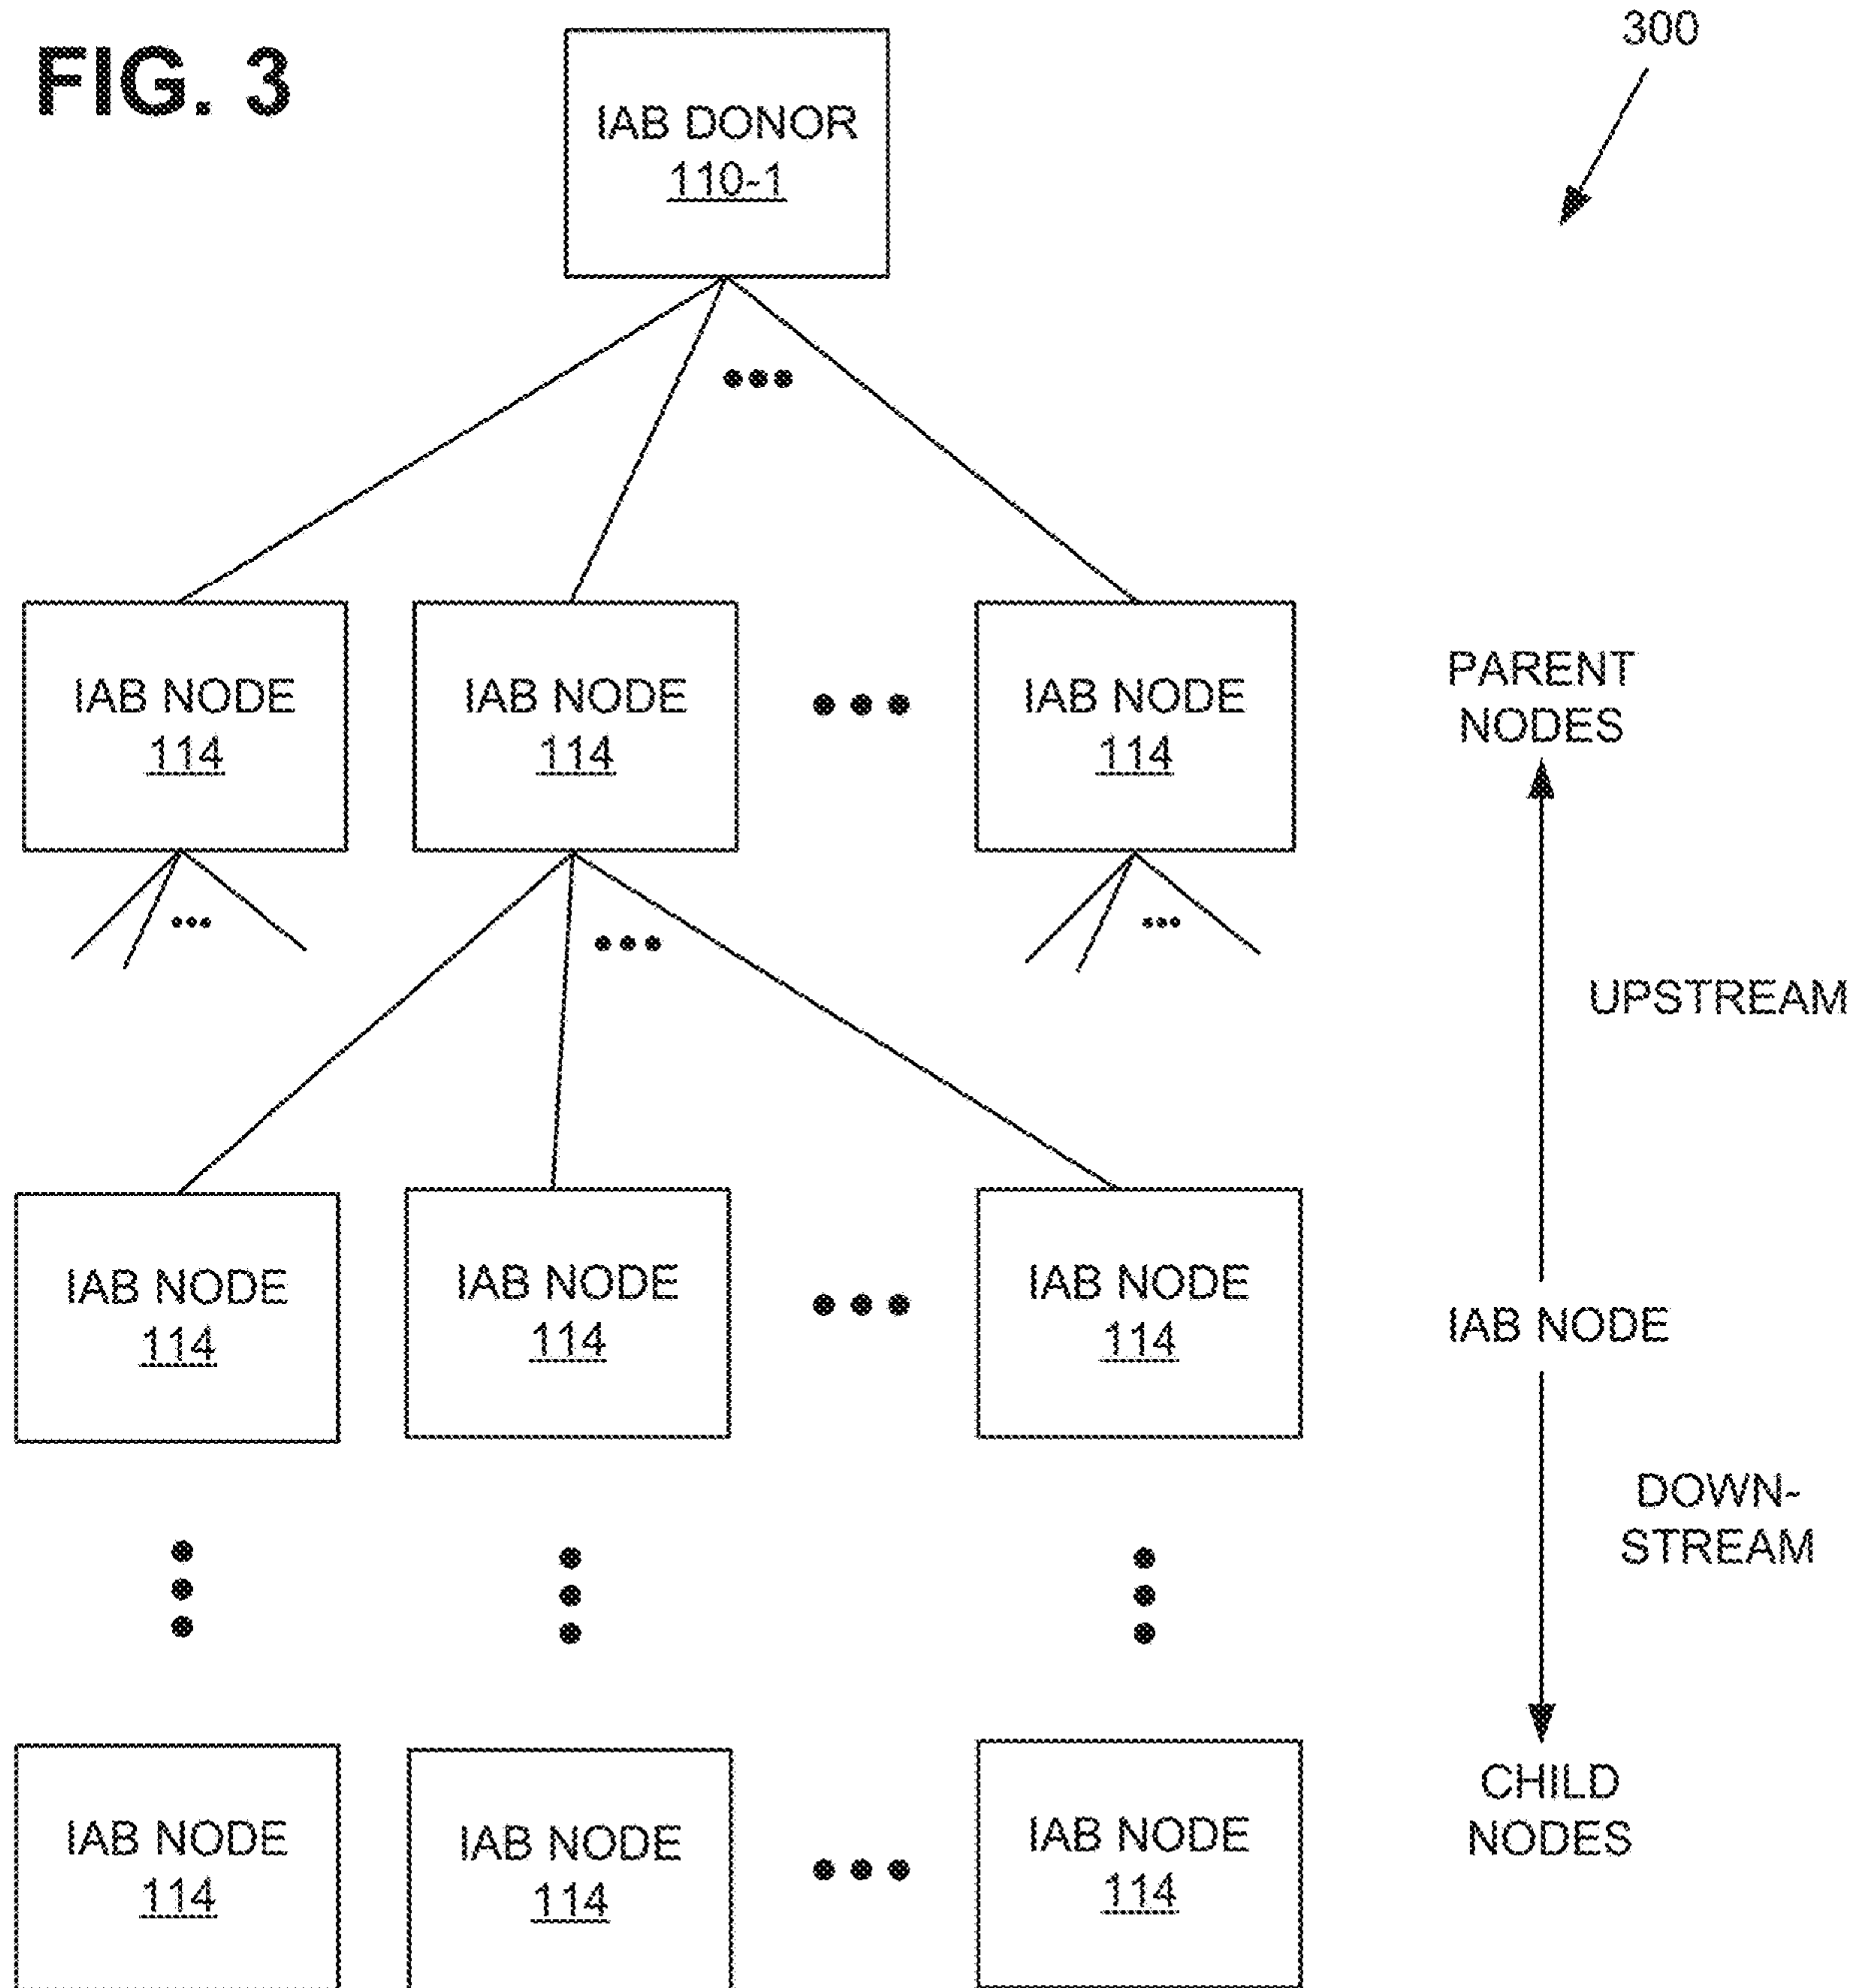 FIG. 3
300
IAB DONOR
110-1
IAB NODE
114
IAB NODE
114
IAB NODE
114
PARENT
NODES
UPSTREAM
IAB NODE
114
IAB NODE
114
IAB NODE
114
IAB NODE
DOWN-
STREAM
IAB NODE
114
IAB NODE
114
IAB NODE
114
CHILD
NODES